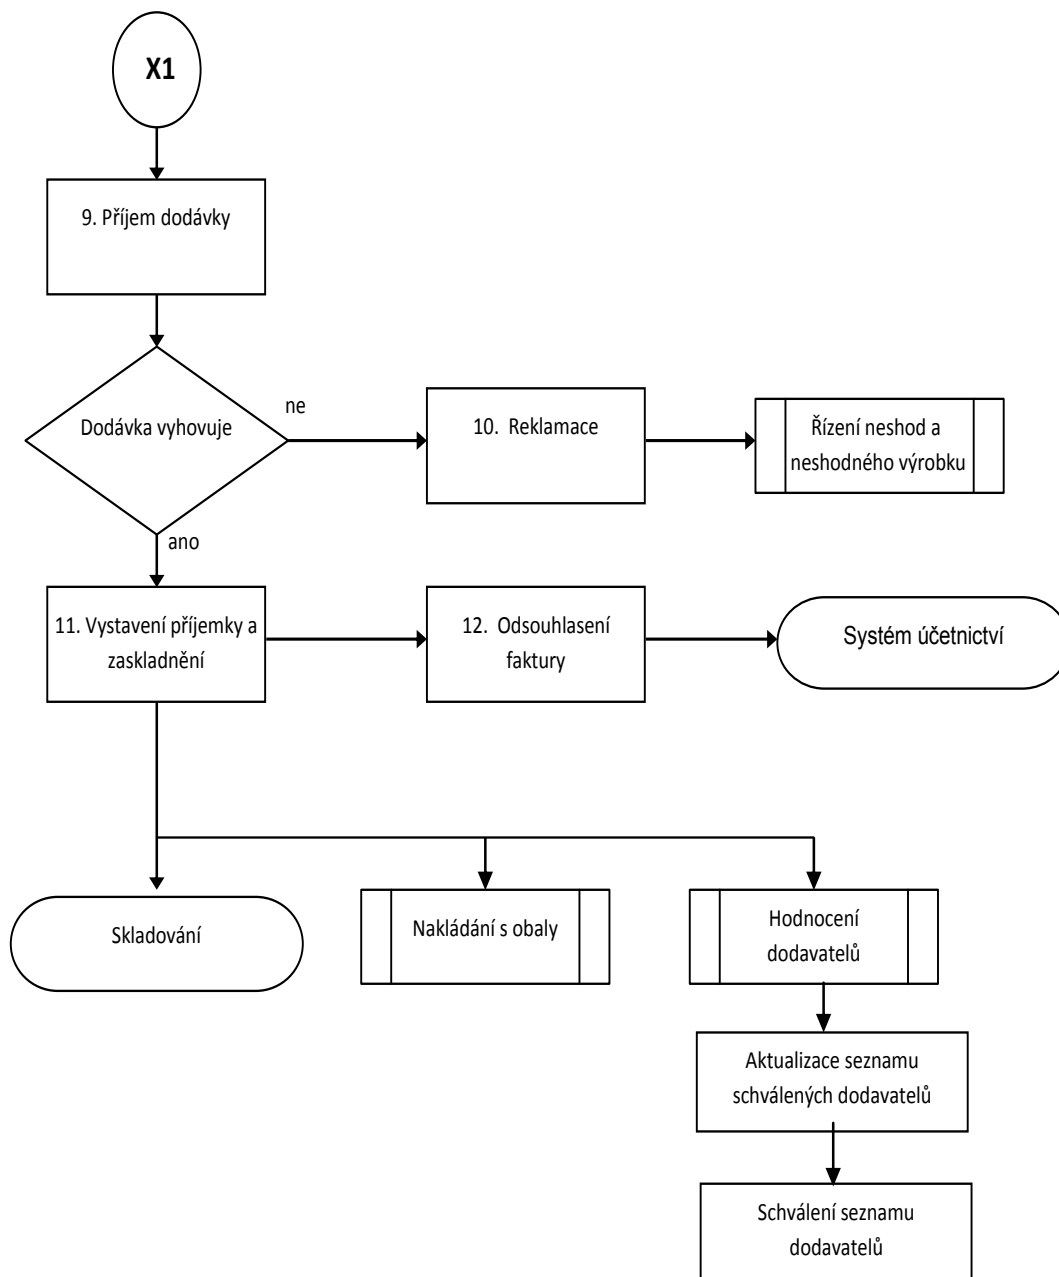 X1
9. Příjem dodávky
Dodávka vyhovuje
ne
10. Reklamace
Řízení neshod a
neshodného výrobku
ano
11. Vystavení příjemky a
zaskladnění
12. Odsouhlasení
faktury
Systém účetnictví
Skladování
Nakládání s obaly
Hodnocení
dodavatelů
Aktualizace seznamu
schválených dodavatelů
Schválení seznamu
dodavatelů